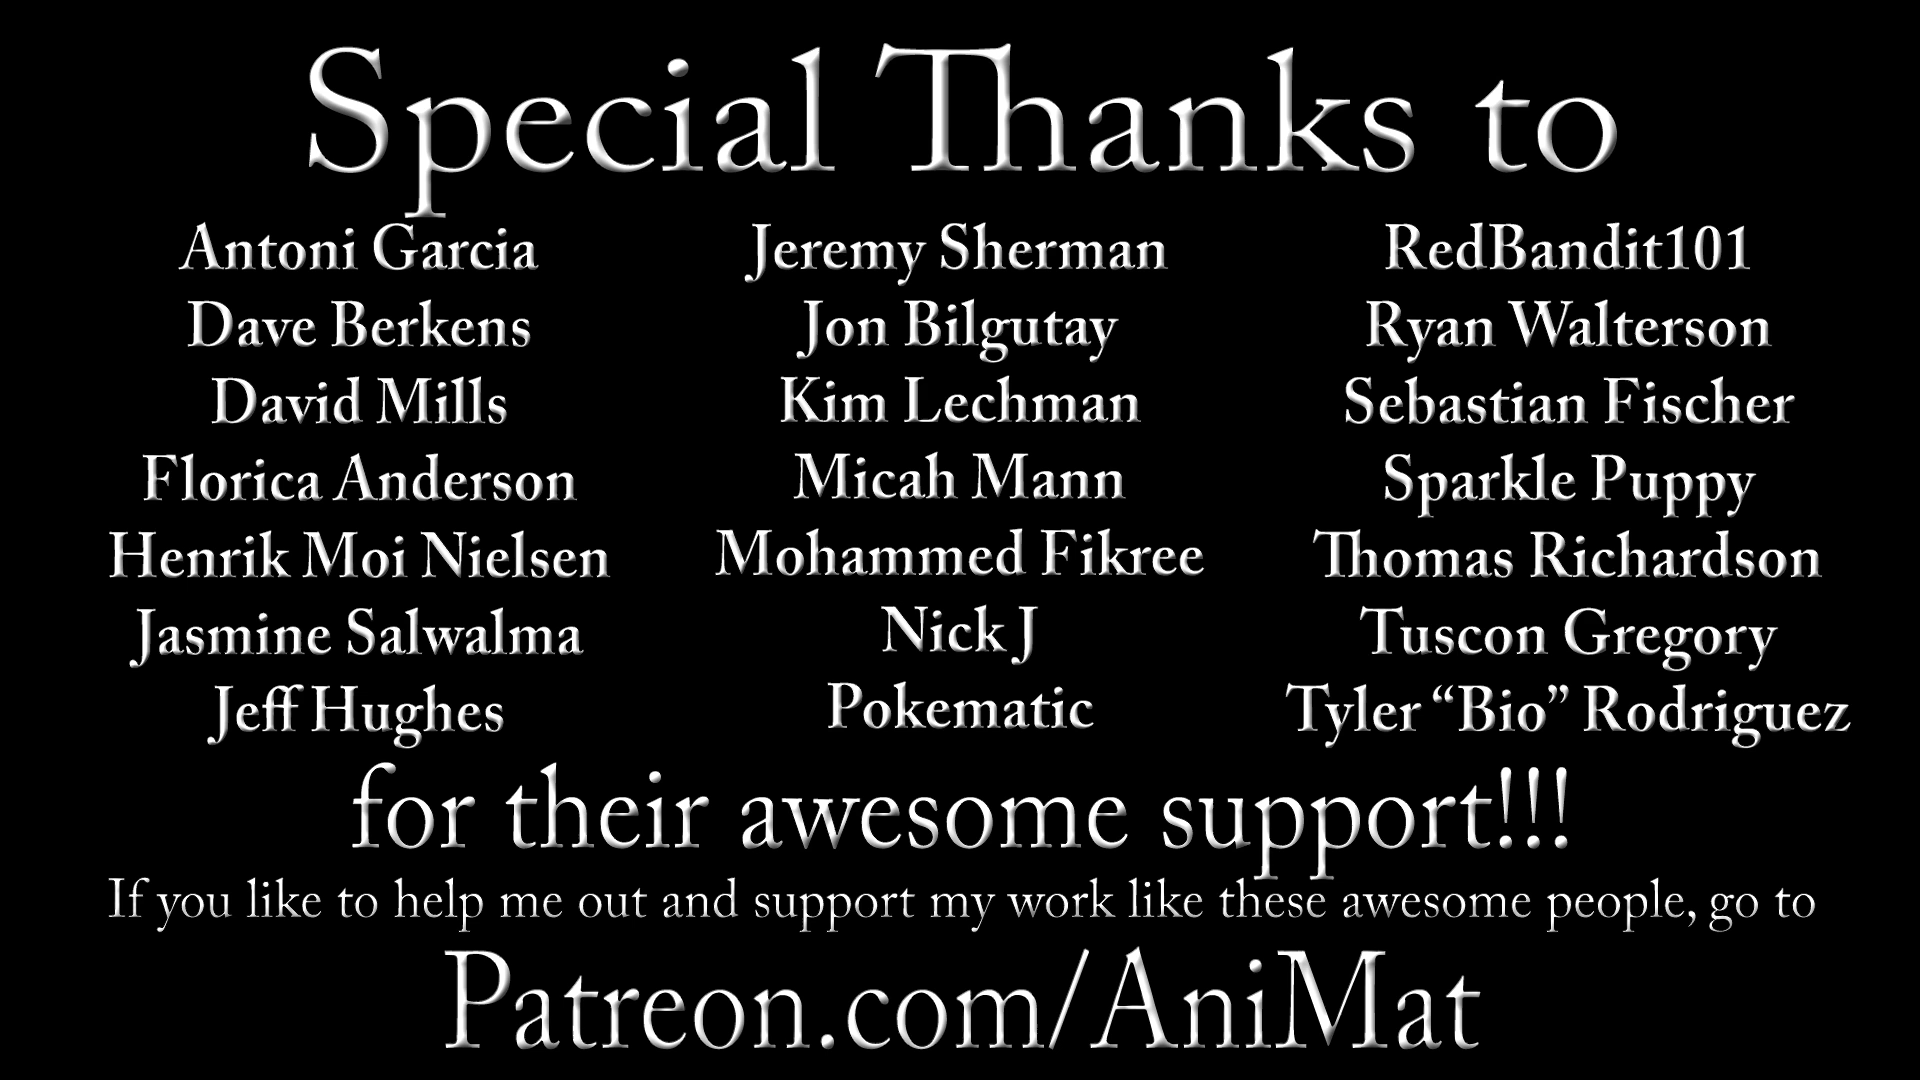 Special Thanks to
Antoni Garcia
Dave Berkens
David Mills
Florica Anderson
Henrik Moi Nielsen
Jasmine Salwalma
Jeff Hughes
Jeremy Sherman
Jon Bilgutay
Kim Lechman
Micah Mann
Mohammed Fikree
Nick J
Pokematic
RedBandit101
Ryan Walterson
Sebastian Fischer
Sparkle Puppy
Thomas Richardson
Tuscon Gregory
Tyler “Bio” Rodriguez
for their awesome support!!!
If you like to help me out and support my work like these awesome people, go to
Patreon.com/AniMat